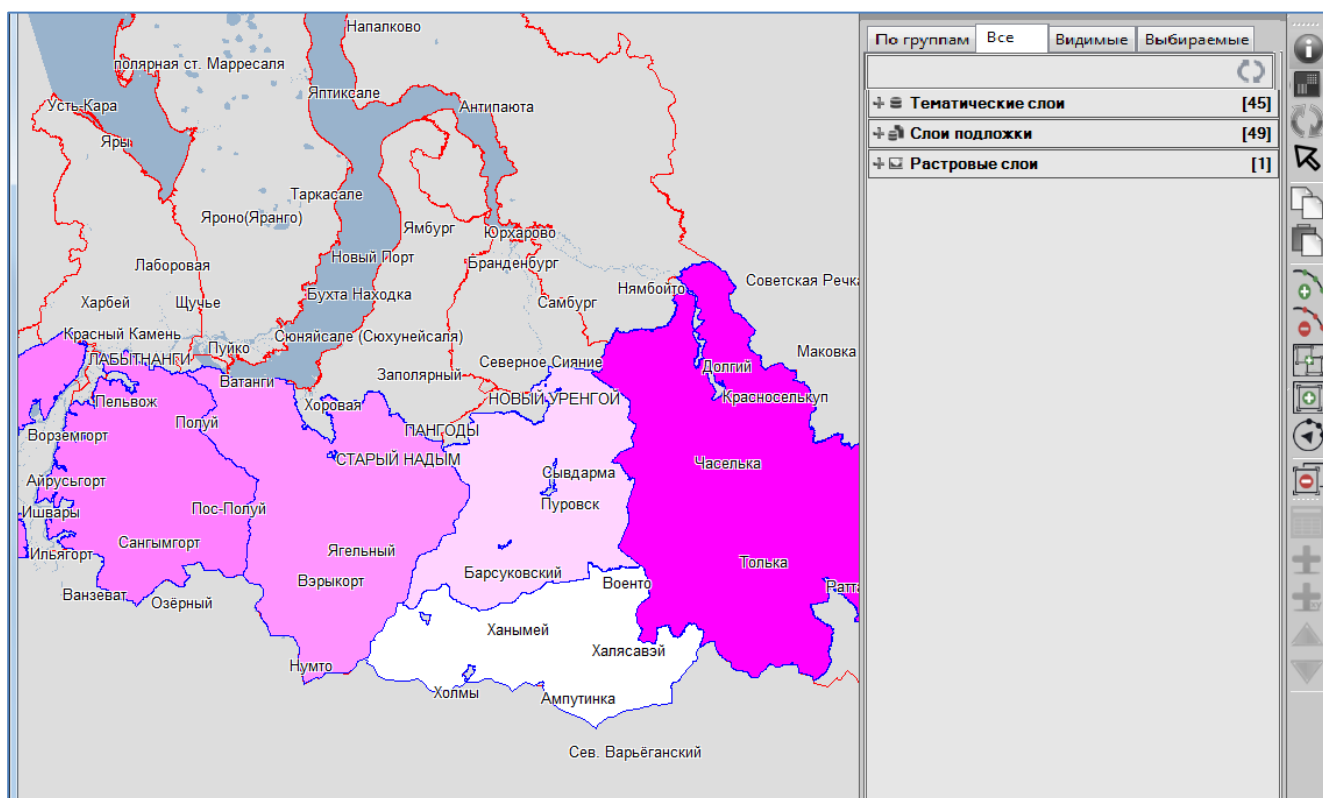 Напалково
полярная ст. Марресаля
Яптиксале
Усть-Кара
Антипаюта
Яры
Таркасале
Яроно(Яранго)
Ямбург
Юрхарово
Новый Порт
Лаборовая
Бранденбург
Советская Речка
Нямбойто
Харбей
Щучье
Бухта Находка
Самбург
Красный Камень
Сюняйсале (Сюхунейсаля)
Пуйко
Маковка
ЛАБЫТНАНГИ
Северное Сияние
Долгий
Ватанги
Заполярный
Пельвож
НОВЫЙ УРЕНГОЙ
Красноселькуп
Хоровая
Полуй
ПАНГОДЫ
Ворземгорт
СТАРЫЙ НАДЫМ
Часелька
Сывдарма
Айрусьгорт
Пуровск
Ишвары
Пос-Полуй
Сангымгорт
Ягельный
Ильягорт
Толька
Барсуковский
Вэрыкорт
Военто
Ратта
Ванзеват
Озёрный
Ханымей
Халясавэй
Нумто
Холмы
Ампутинка
Сев. Варьёганский
По группам Все Видимые Выбираемые
Тематические слои [45]
Слои подложки [49]
Растровые слои [1]